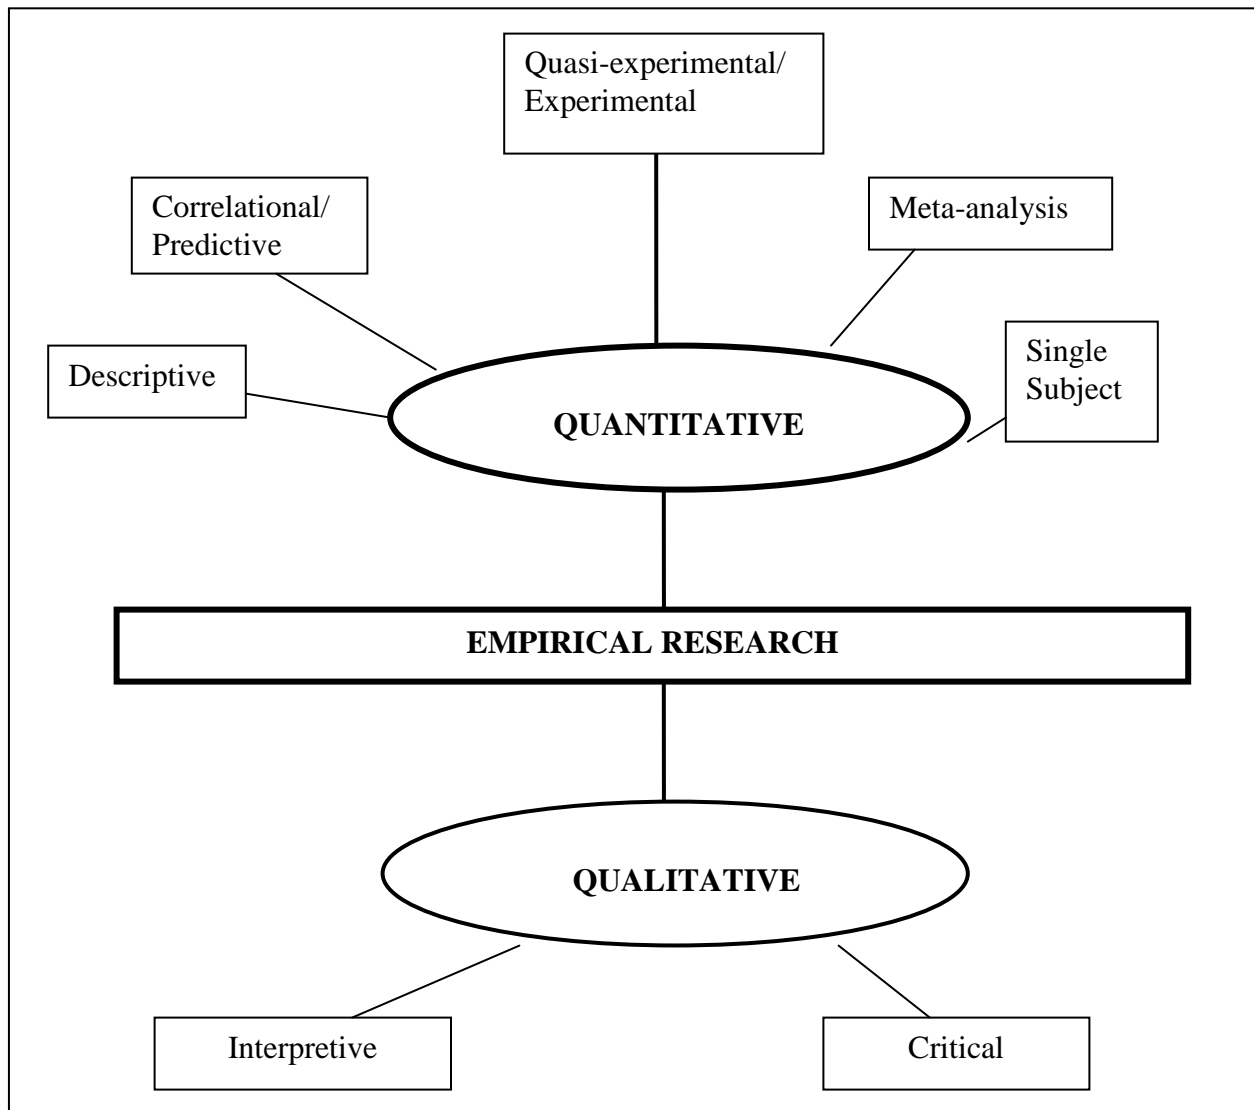 Quasi-experimental/
Experimental
Correlational/
Predictive
Meta-analysis
Descriptive
Single
Subject
QUANTITATIVE
EMPIRICAL RESEARCH
QUALITATIVE
Interpretive
Critical